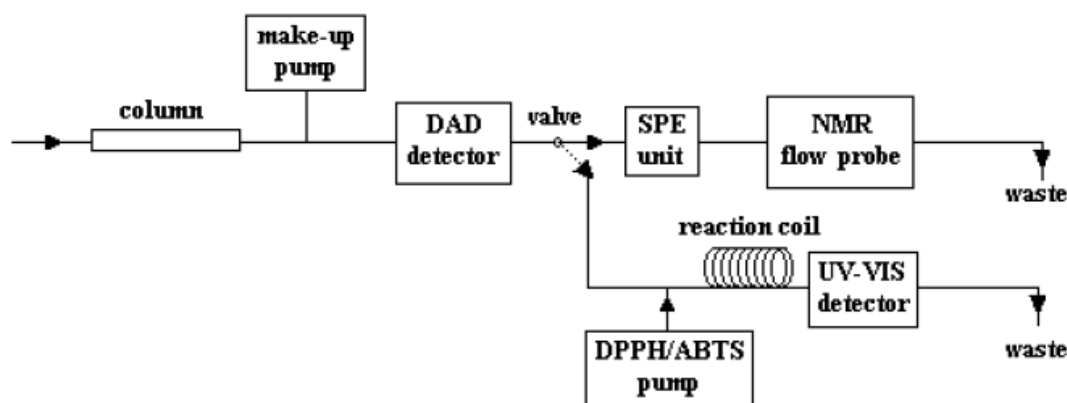 make-up
pump
column
DAD
detector
valve
SPE
unit
NMR
flow probe
waste
reaction coil
UV-VIS
detector
DPPH/ABTS
pump
waste